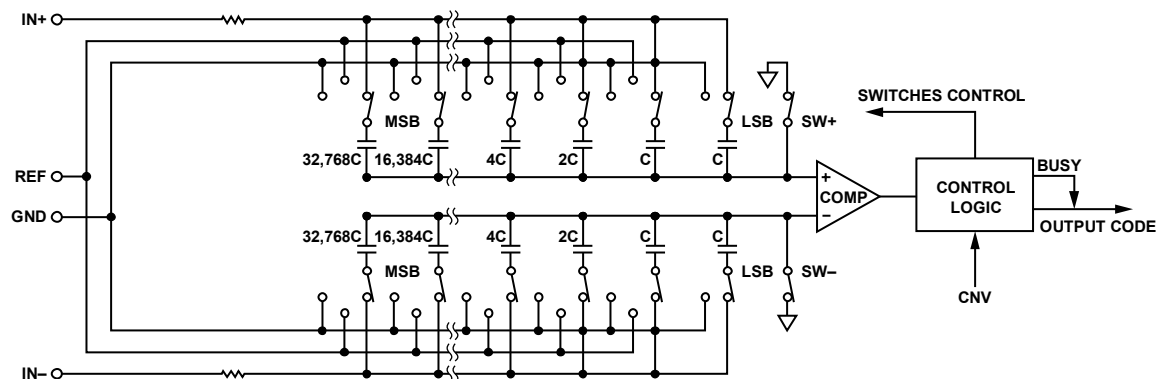 IN+
SWITCHES CONTROL
MSB
LSB
SW+
32,768C
16,384C
4C
2C
C
C
BUSY
REF
+
COMP
CONTROL
LOGIC
GND
–
OUTPUT CODE
32,768C
16,384C
4C
2C
C
C
MSB
LSB
SW–
CNV
IN–